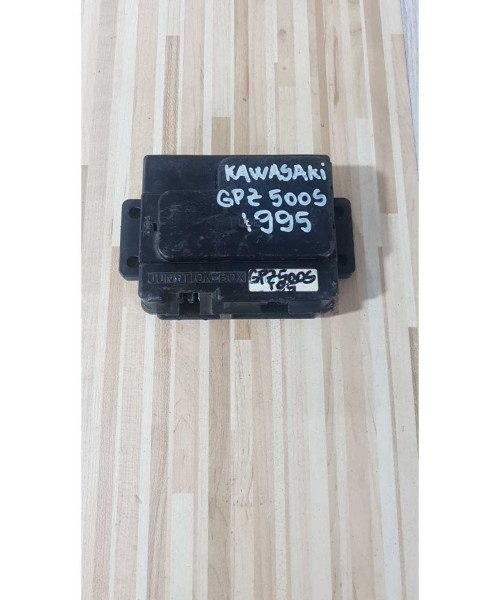 KAWASAKi
GPZ 500S
1995
JUNCTION BOX
GPZ500S